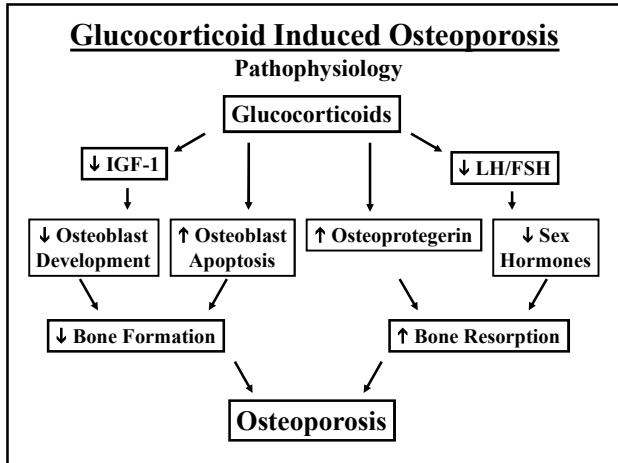 Glucocorticoid Induced Osteoporosis
Pathophysiology
Glucocorticoids
↓ IGF-1
↓ LH/FSH
↓ Osteoblast
Development
↑ Osteoblast
Apoptosis
↑ Osteoprotegerin
↓ Sex
Hormones
↓ Bone Formation
↑ Bone Resorption
Osteoporosis